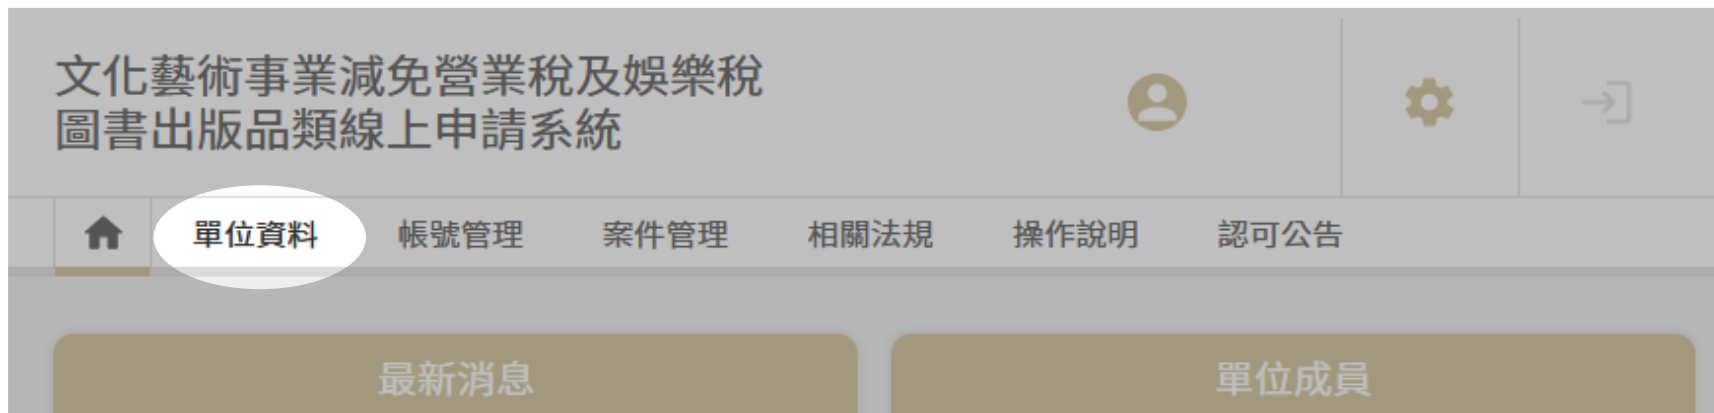 文化藝術事業減免營業稅及娛樂稅
圖書出版品類線上申請系統
單位資料 帳號管理 案件管理 相關法規 操作說明 認可公告
最新消息 單位成員